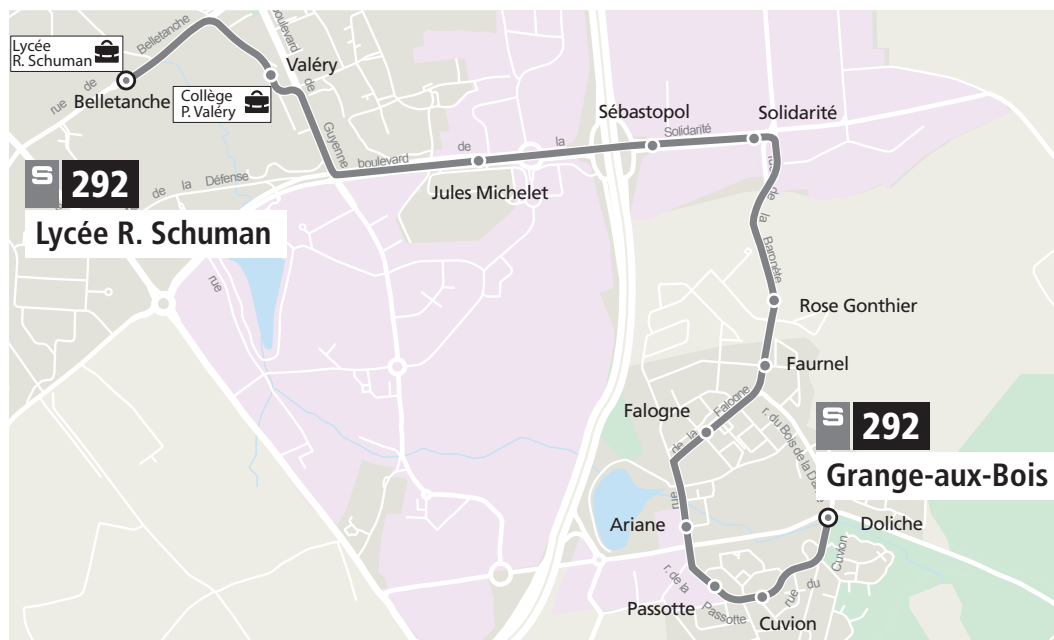 Lycée
R. Schuman
rue de Belletanche
Belletanche
Valéry
Collège
P. Valéry
boulevard de Guyenne
boulevard de la Solidarité
Sébastopol
Solidarité
Jules Michelet
S 292
Lycée R. Schuman
de la Défense
rue
de la Baronète
Rose Gonthier
Faurnel
Falogne
rue de la Falogne
r. du Bois de la
S 292
Grange-aux-Bois
Doliche
Ariane
r. de la Passotte
Passotte
Cuvion
rue du Cuvion